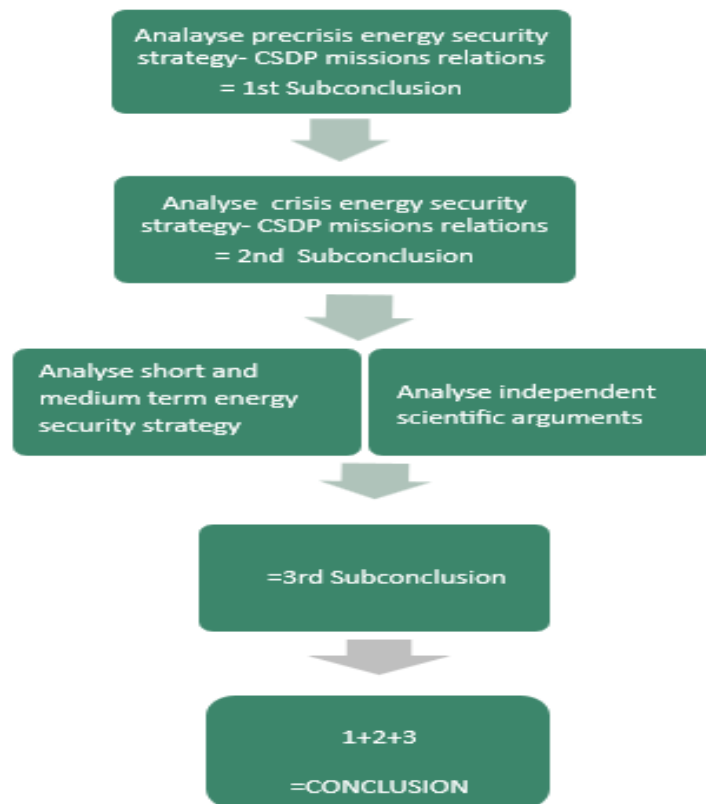 Analayse precrisis energy security
strategy- CSDP missions relations
= 1st Subconclusion
Analyse crisis energy security
strategy- CSDP missions relations
= 2nd Subconclusion
Analyse short and
medium term energy
security strategy
Analyse independent
scientific arguments
=3rd Subconclusion
1+2+3
=CONCLUSION